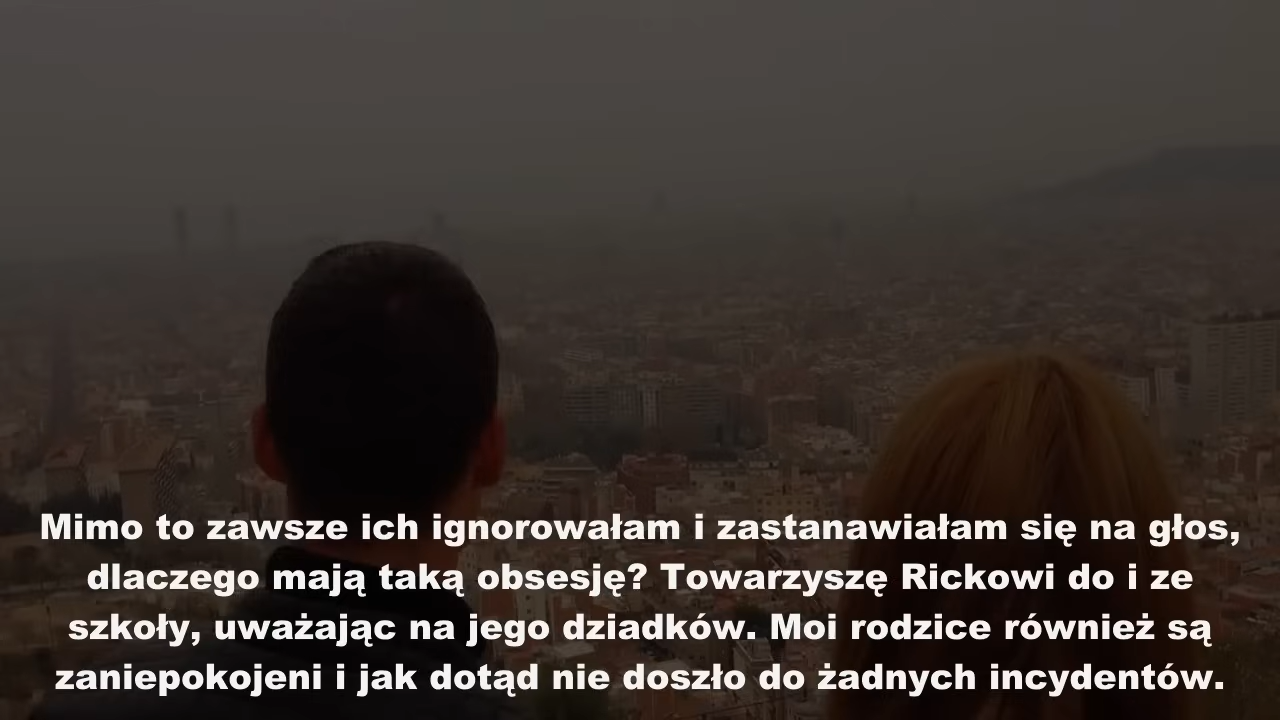 Mimo to zawsze ich ignorowałam i zastanawiałam się na głos,
dlaczego mają taką obsesję? Towarzyszę Rickowi do i ze
szkoły, uważając na jego dziadków. Moi rodzice również są
zaniepokojeni i jak dotąd nie doszło do żadnych incydentów.